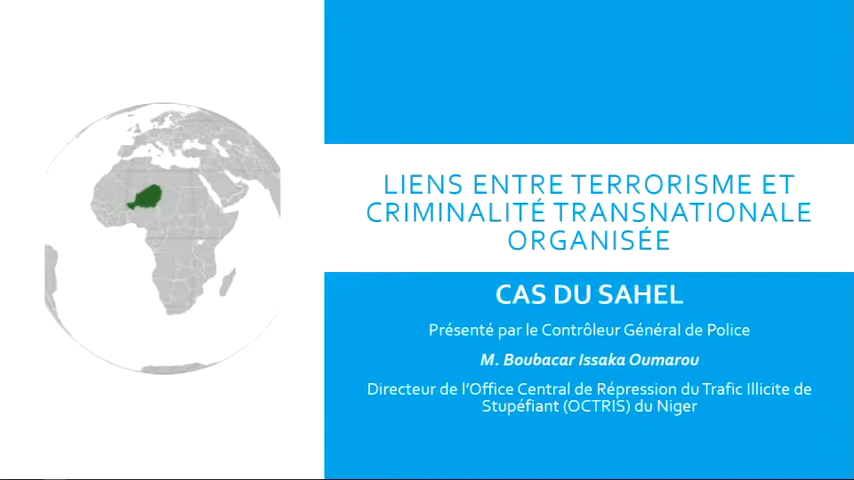 LIENS ENTRE TERRORISME ET
CRIMINALITÉ TRANSNATIONALE
ORGANISÉE
CAS DU SAHEL
Présenté par le Contrôleur Général de Police
M. Boubacar Issaka Oumarou
Directeur de l'Office Central de Répression du Trafic Illicite de
Stupéfiant (OCTRIS) du Niger